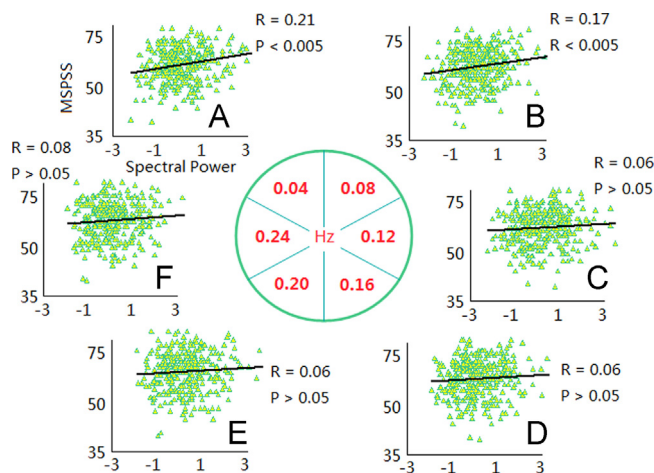 75
50
35
MSPSS
-3
-1
1
3
Spectral Power
A
R = 0.21
P < 0.005
75
50
35
-3
-1
1
3
B
R = 0.17
R < 0.005
R = 0.08
P > 0.05
75
50
35
-3
-1
1
3
F
0.04
0.08
0.24
Hz
0.12
0.20
0.16
75
50
35
-3
-1
1
3
C
R = 0.06
P > 0.05
75
50
35
-3
-1
1
3
E
R = 0.06
P > 0.05
75
50
35
-3
-1
1
3
D
R = 0.06
P > 0.05